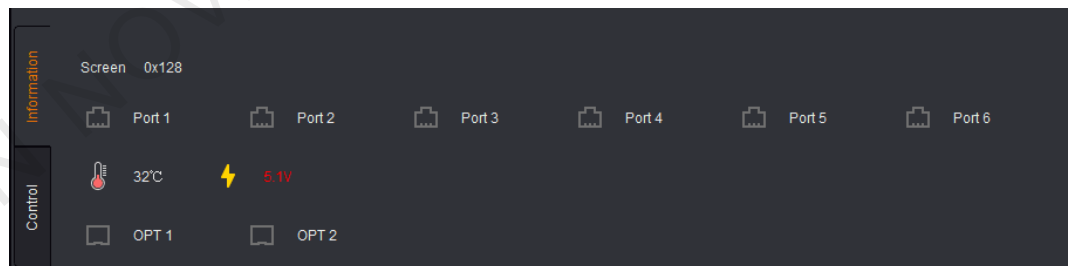 Information
Screen 0x128
Port 1 Port 2 Port 3 Port 4 Port 5 Port 6
32℃ 5.1V
Control
OPT 1 OPT 2